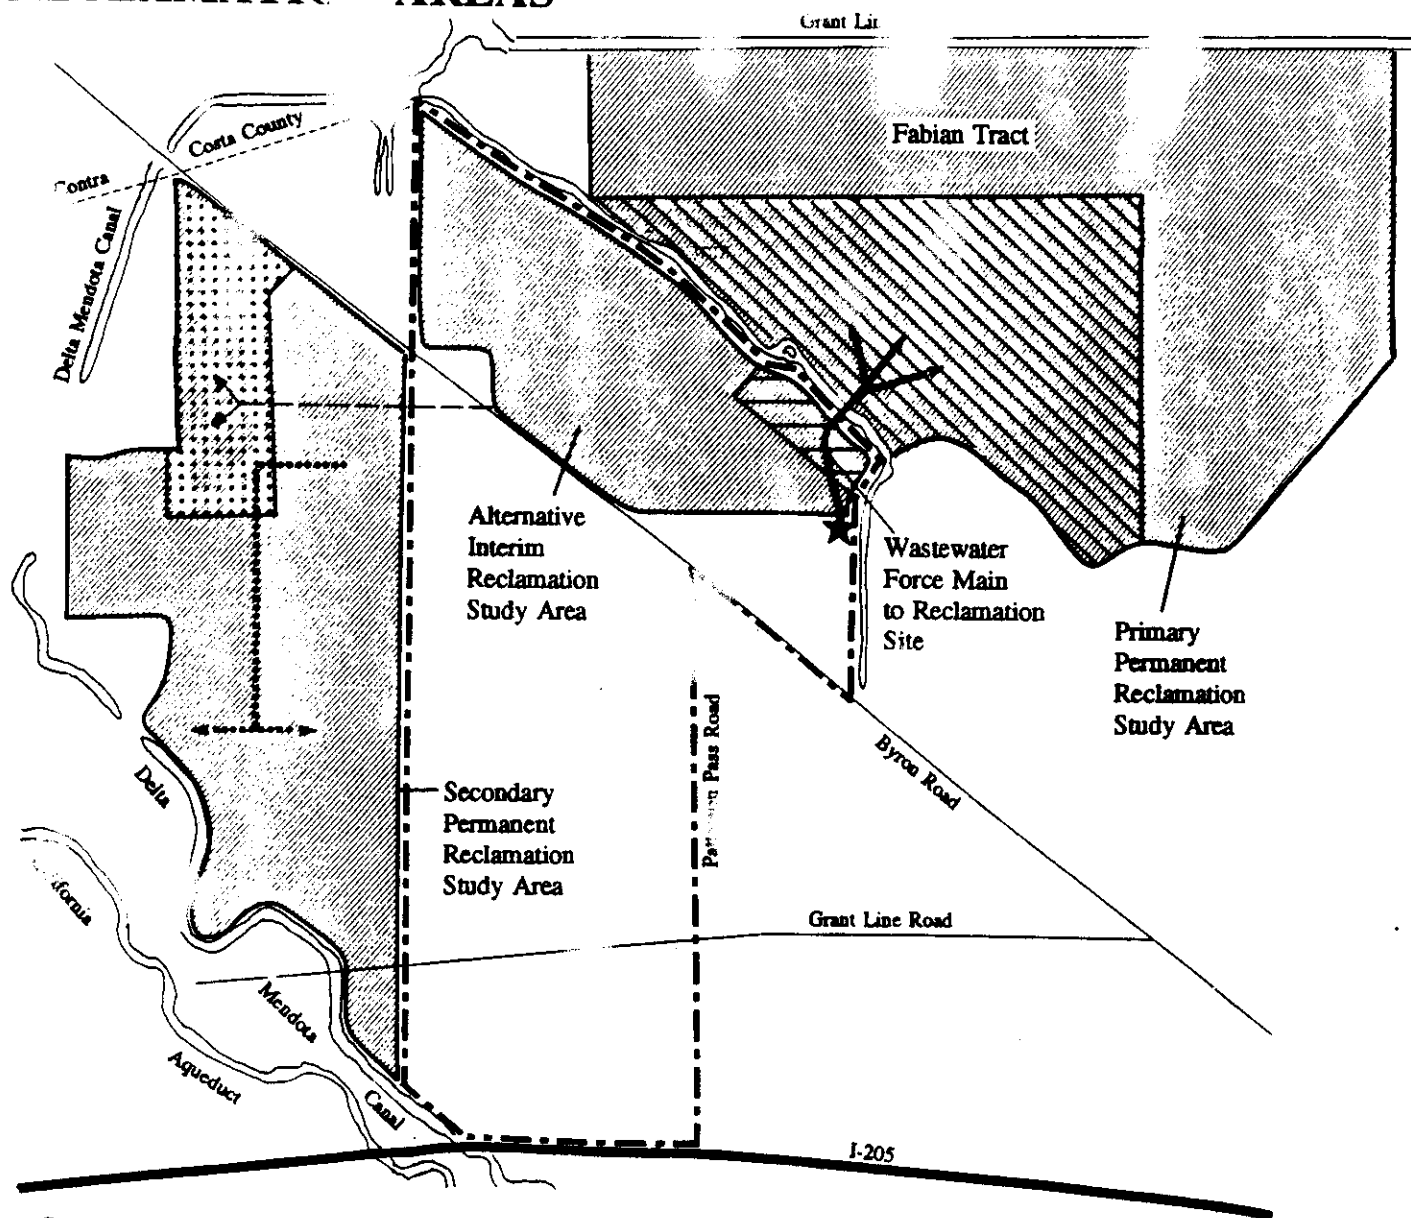 AREAS
Grant
Fabian Tract
Costa County
Contra
Delta Mendota Canal
Alternative
Interim
Reclamation
Study Area
Wastewater
Force Main
to Reclamation
Site
Primary
Permanent
Reclamation
Study Area
Pass Road
Byron Road
Delta
Secondary
Permanent
Reclamation
Study Area
Grant Line Road
Mendota
Aqueduct
Canal
I-205